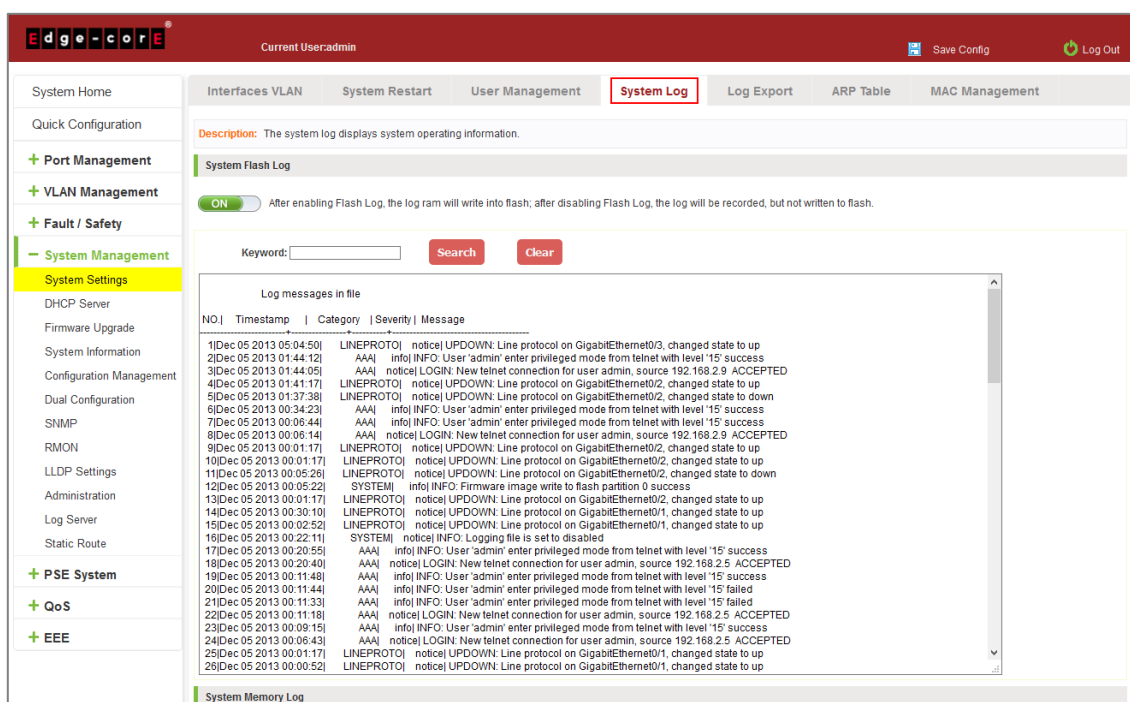 Edge-corE®
Current User:admin
Save Config
Log Out
System Home
Quick Configuration
+ Port Management
+ VLAN Management
+ Fault / Safety
− System Management
System Settings
DHCP Server
Firmware Upgrade
System Information
Configuration Management
Dual Configuration
SNMP
RMON
LLDP Settings
Administration
Log Server
Static Route
+ PSE System
+ QoS
+ EEE
Interfaces VLAN System Restart User Management System Log Log Export ARP Table MAC Management
Description: The system log displays system operating information.
System Flash Log
ON After enabling Flash Log, the log ram will write into flash; after disabling Flash Log, the log will be recorded, but not written to flash.
Keyword: Search Clear
Log messages in file
NO.| Timestamp | Category | Severity | Message
-------------------------+----------------+----------+--------------------------------------
1|Dec 05 2013 05:04:50| LINEPROTO| notice| UPDOWN: Line protocol on GigabitEthernet0/3, changed state to up
2|Dec 05 2013 01:44:12| AAA| info| INFO: User 'admin' enter privileged mode from telnet with level '15' success
3|Dec 05 2013 01:44:05| AAA| notice| LOGIN: New telnet connection for user admin, source 192.168.2.9 ACCEPTED
4|Dec 05 2013 01:41:17| LINEPROTO| notice| UPDOWN: Line protocol on GigabitEthernet0/2, changed state to up
5|Dec 05 2013 01:37:38| LINEPROTO| notice| UPDOWN: Line protocol on GigabitEthernet0/2, changed state to down
6|Dec 05 2013 00:34:23| AAA| info| INFO: User 'admin' enter privileged mode from telnet with level '15' success
7|Dec 05 2013 00:06:44| AAA| info| INFO: User 'admin' enter privileged mode from telnet with level '15' success
8|Dec 05 2013 00:06:14| AAA| notice| LOGIN: New telnet connection for user admin, source 192.168.2.9 ACCEPTED
9|Dec 05 2013 00:01:17| LINEPROTO| notice| UPDOWN: Line protocol on GigabitEthernet0/2, changed state to up
10|Dec 05 2013 00:01:17| LINEPROTO| notice| UPDOWN: Line protocol on GigabitEthernet0/2, changed state to up
11|Dec 05 2013 00:05:26| LINEPROTO| notice| UPDOWN: Line protocol on GigabitEthernet0/2, changed state to down
12|Dec 05 2013 00:05:22| SYSTEM| info| INFO: Firmware image write to flash partition 0 success
13|Dec 05 2013 00:01:17| LINEPROTO| notice| UPDOWN: Line protocol on GigabitEthernet0/2, changed state to up
14|Dec 05 2013 00:30:10| LINEPROTO| notice| UPDOWN: Line protocol on GigabitEthernet0/1, changed state to up
15|Dec 05 2013 00:02:52| LINEPROTO| notice| UPDOWN: Line protocol on GigabitEthernet0/1, changed state to up
16|Dec 05 2013 00:22:11| SYSTEM| notice| INFO: Logging file is set to disabled
17|Dec 05 2013 00:20:55| AAA| info| INFO: User 'admin' enter privileged mode from telnet with level '15' success
18|Dec 05 2013 00:20:40| AAA| notice| LOGIN: New telnet connection for user admin, source 192.168.2.5 ACCEPTED
19|Dec 05 2013 00:11:48| AAA| info| INFO: User 'admin' enter privileged mode from telnet with level '15' success
20|Dec 05 2013 00:11:44| AAA| info| INFO: User 'admin' enter privileged mode from telnet with level '15' failed
21|Dec 05 2013 00:11:33| AAA| info| INFO: User 'admin' enter privileged mode from telnet with level '15' failed
22|Dec 05 2013 00:11:18| AAA| notice| LOGIN: New telnet connection for user admin, source 192.168.2.5 ACCEPTED
23|Dec 05 2013 00:09:15| AAA| info| INFO: User 'admin' enter privileged mode from telnet with level '15' success
24|Dec 05 2013 00:06:43| AAA| notice| LOGIN: New telnet connection for user admin, source 192.168.2.5 ACCEPTED
25|Dec 05 2013 00:01:17| LINEPROTO| notice| UPDOWN: Line protocol on GigabitEthernet0/1, changed state to up
26|Dec 05 2013 00:00:52| LINEPROTO| notice| UPDOWN: Line protocol on GigabitEthernet0/1, changed state to up
System Memory Log